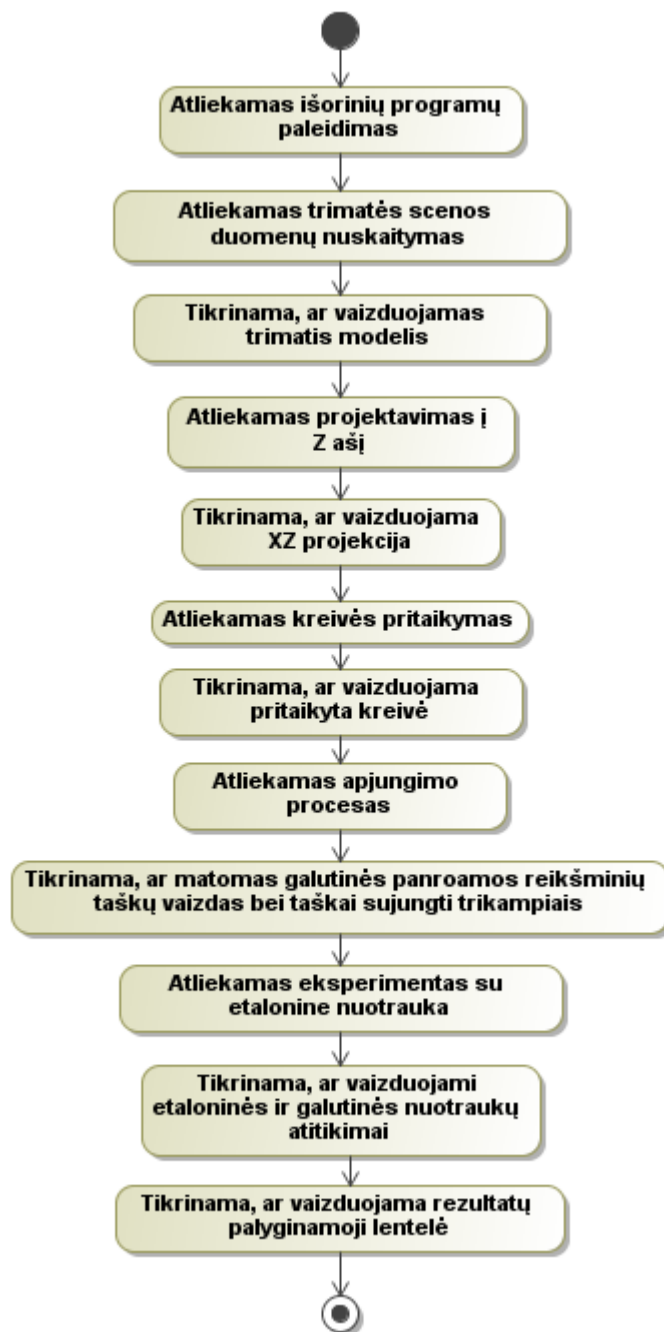 Atliekamas išorinių programų
paleidimas
Atliekamas trimatės scenos
duomenų nuskaitymas
Tikrinama, ar vaizduojamas
trimatis modelis
Atliekamas projektavimas į
Z ašį
Tikrinama, ar vaizduojama
XZ projekcija
Atliekamas kreivės pritaikymas
Tikrinama, ar vaizduojama
pritaikyta kreivė
Atliekamas apjungimo
procesas
Tikrinama, ar matomas galutinės panroamos reikšminių
taškų vaizdas bei taškai sujungti trikampiais
Atliekamas eksperimentas su
etalonine nuotrauka
Tikrinama, ar vaizduojami
etaloninės ir galutinės nuotraukų
atitikimai
Tikrinama, ar vaizduojama rezultatų
palyginamoji lentelė